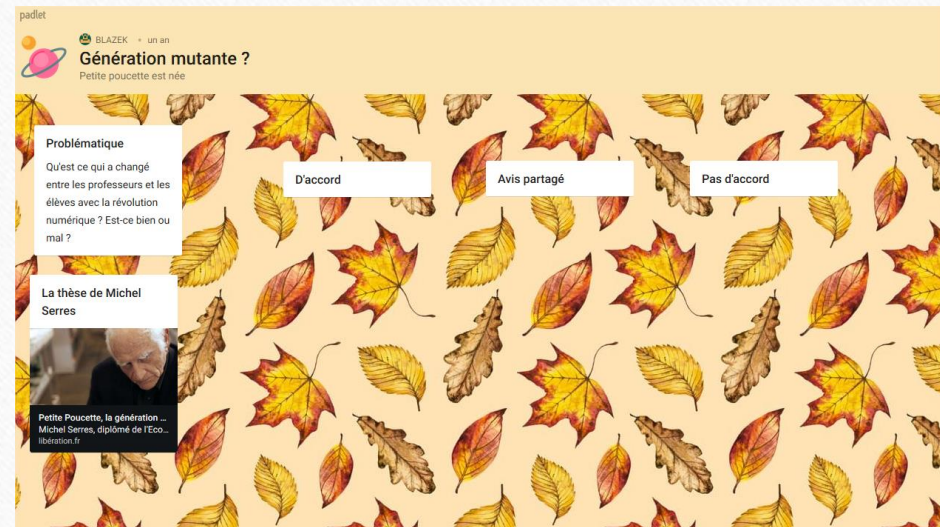 padlet
BLAZEK • un an
Génération mutante ?
Petite poucette est née
Problématique
Qu'est ce qui a changé
entre les professeurs et les
élèves avec la révolution
numérique ? Est-ce bien ou
mal ?
D'accord
Avis partagé
Pas d'accord
La thèse de Michel
Serres
Petite Poucette, la génération ...
Michel Serres, diplômé de l'Eco...
libération.fr